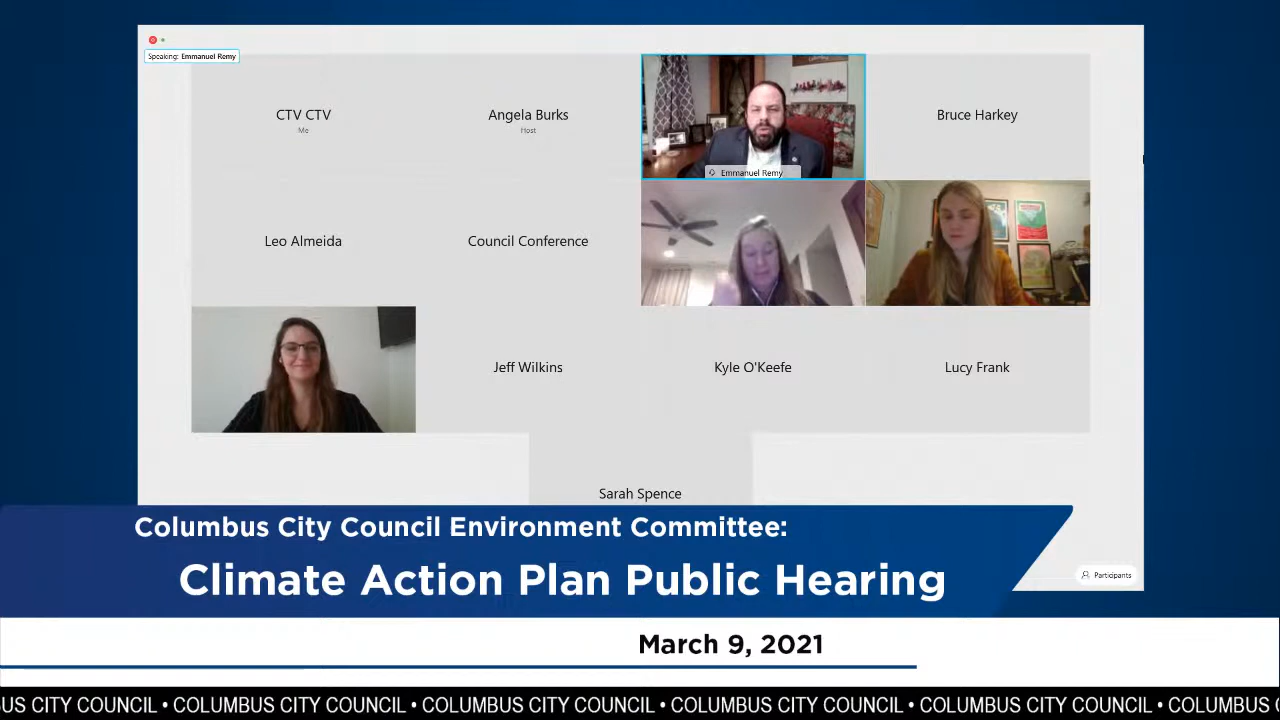 Speaking: Emmanuel Remy
CTV CTV
Me
Angela Burks
Host
Emmanuel Remy
Bruce Harkey
Leo Almeida
Council Conference
Jeff Wilkins
Kyle O'Keefe
Lucy Frank
Sarah Spence
Participants
Columbus City Council Environment Committee:
Climate Action Plan Public Hearing
March 9, 2021
US CITY COUNCIL • COLUMBUS CITY COUNCIL • COLUMBUS CITY COUNCIL • COLUMBUS CITY COUNCIL • COLUMBUS CITY COUNCIL • COLUMBUS